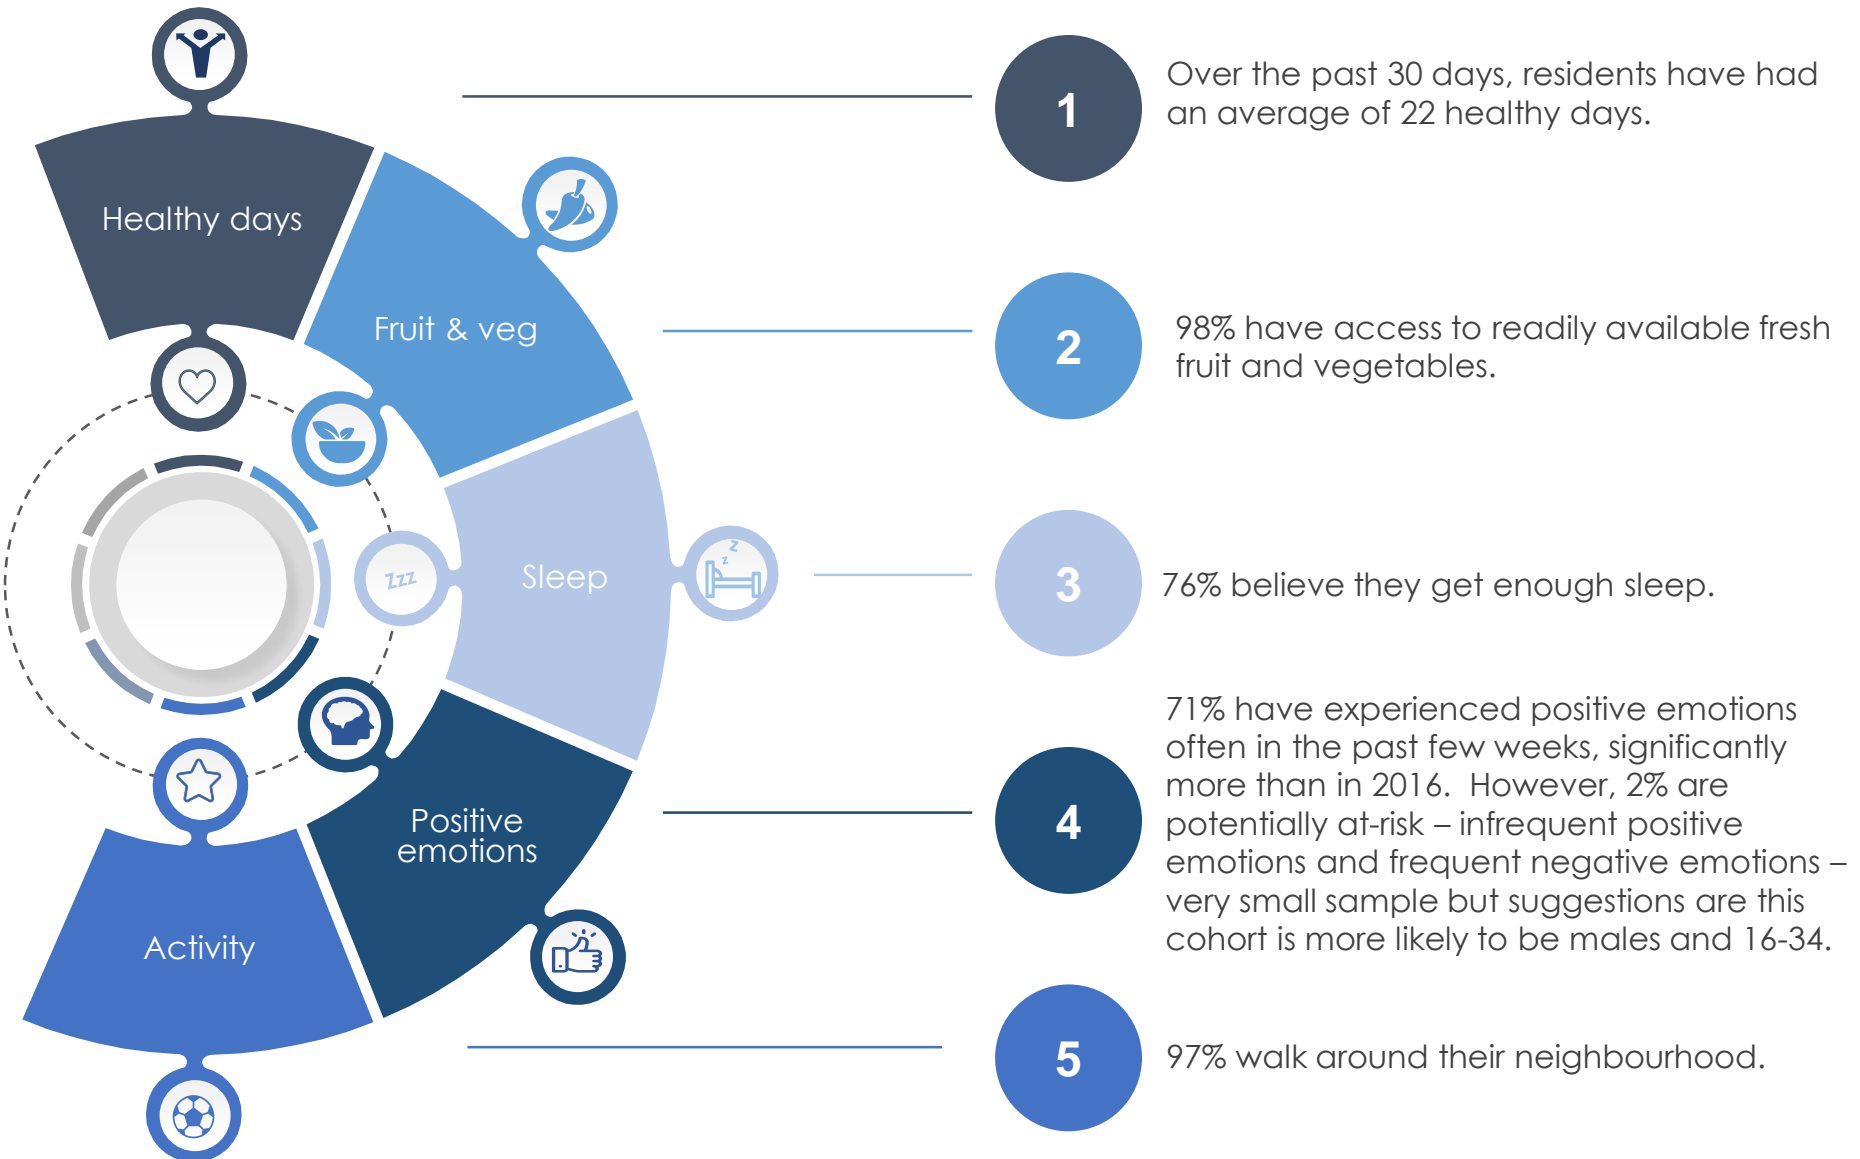 Healthy days
Fruit & veg
Sleep
Positive
emotions
Activity
Zzz
z
z
1
Over the past 30 days, residents have had
an average of 22 healthy days.
2
98% have access to readily available fresh
fruit and vegetables.
3
76% believe they get enough sleep.
4
71% have experienced positive emotions
often in the past few weeks, significantly
more than in 2016.  However, 2% are
potentially at-risk – infrequent positive
emotions and frequent negative emotions –
very small sample but suggestions are this
cohort is more likely to be males and 16-34.
5
97% walk around their neighbourhood.